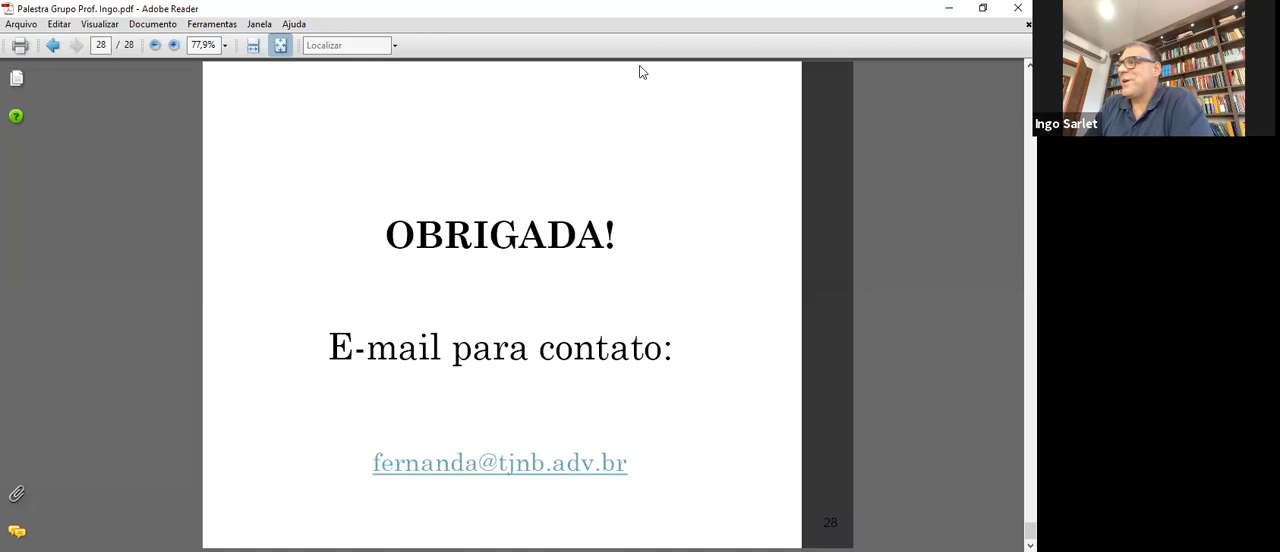 Palestra Grupo Prof. Ingo.pdf - Adobe Reader
Arquivo Editar Visualizar Documento Ferramentas Janela Ajuda
28 / 28 77,9% Localizar
Ingo Sarlet
OBRIGADA!
E-mail para contato:
fernanda@tjnb.adv.br
28